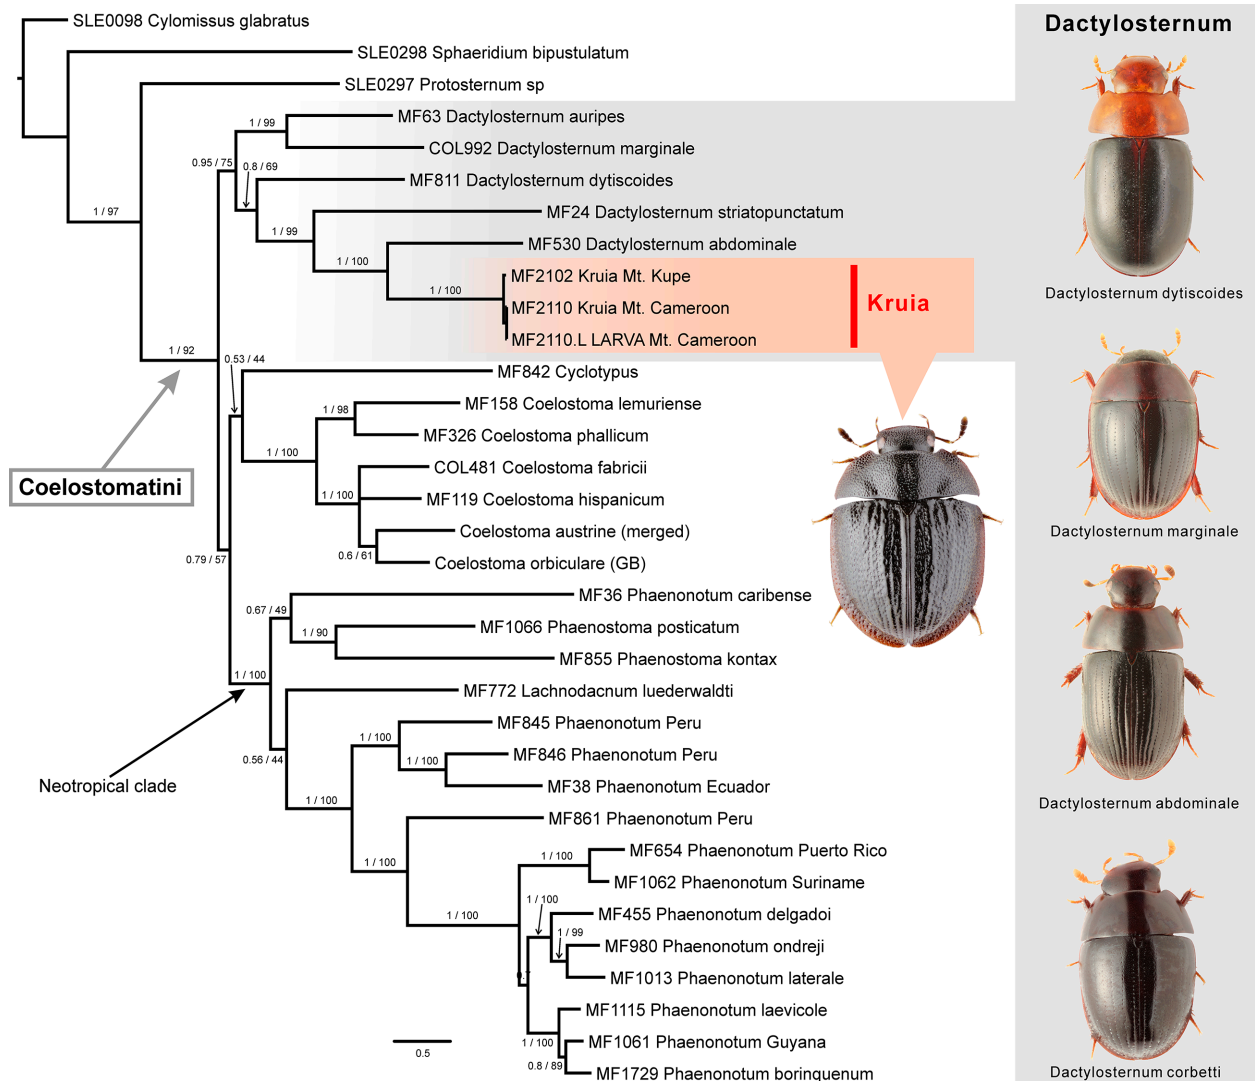 SLE0098 Cylomissus glabratus
SLE0298 Sphaeridium bipustulatum
SLE0297 Protosternum sp
MF63 Dactylosternum auripes
1 / 99
COL992 Dactylosternum marginale
0.95 / 75
0.8 / 69
MF811 Dactylosternum dytiscoides
1 / 97
MF24 Dactylosternum striatopunctatum
1 / 99
MF530 Dactylosternum abdominale
1 / 100
MF2102 Kruia Mt. Kupe
1 / 100
MF2110 Kruia Mt. Cameroon
Kruia
MF2110.L LARVA Mt. Cameroon
1 / 92
0.53 / 44
MF842 Cyclotypus
MF158 Coelostoma lemuriense
1 / 98
MF326 Coelostoma phallicum
1 / 100
COL481 Coelostoma fabricii
Coelostomatini
1 / 100
MF119 Coelostoma hispanicum
Coelostoma austrine (merged)
0.6 / 61
0.79 / 57
Coelostoma orbiculare (GB)
MF36 Phaenonotum caribense
0.67 / 49
MF1066 Phaenostoma posticatum
1 / 90
MF855 Phaenostoma kontax
1 / 100
MF772 Lachnodacnum luederwaldti
MF845 Phaenonotum Peru
1 / 100
MF846 Phaenonotum Peru
0.56 / 44
1 / 100
MF38 Phaenonotum Ecuador
Neotropical clade
1 / 100
MF861 Phaenonotum Peru
MF654 Phaenonotum Puerto Rico
1 / 100
1 / 100
MF1062 Phaenonotum Suriname
1 / 100
1 / 100
MF455 Phaenonotum delgadoi
1 / 99
MF980 Phaenonotum ondreji
MF1013 Phaenonotum laterale
MF1115 Phaenonotum laevicole
1 / 100
MF1061 Phaenonotum Guyana
0.8 / 89
MF1729 Phaenonotum borinquenum
0.5
Dactylosternum
Dactylosternum dytiscoides
Dactylosternum marginale
Dactylosternum abdominale
Dactylosternum corbetti